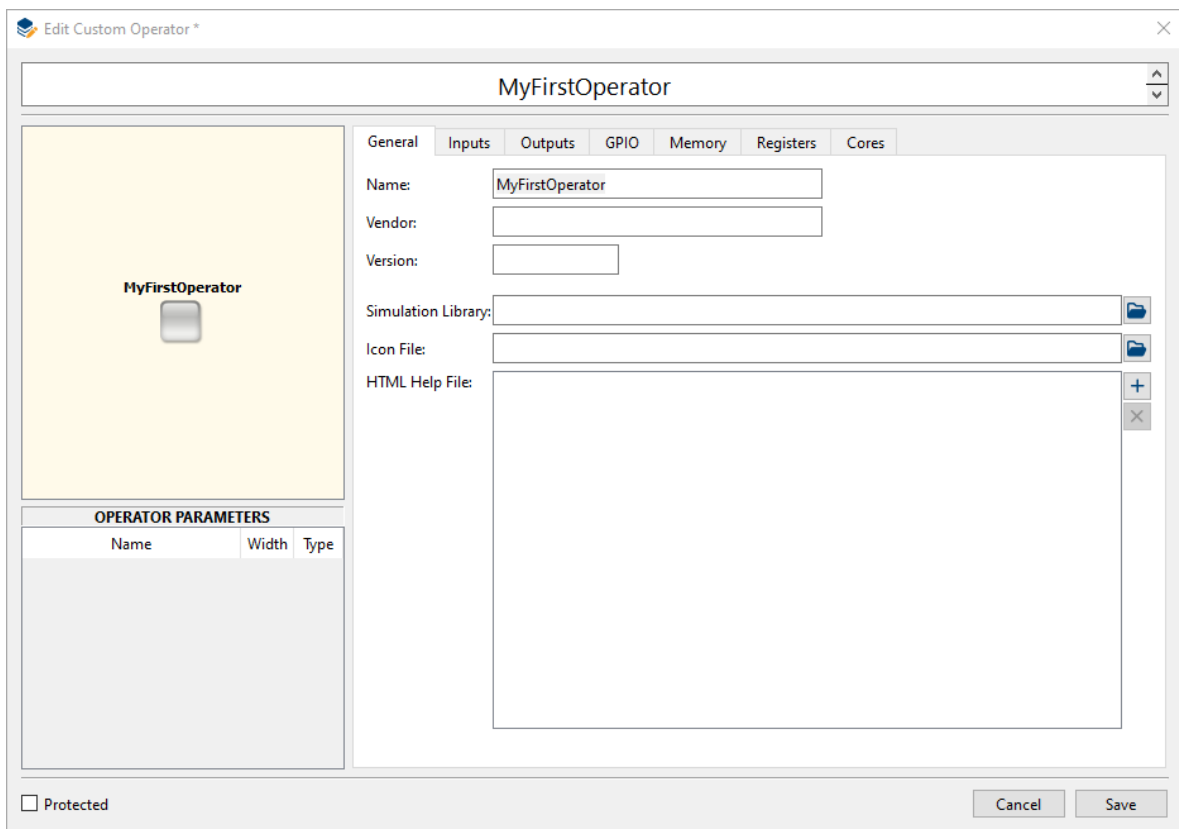 Edit Custom Operator *
MyFirstOperator
General Inputs Outputs GPIO Memory Registers Cores
Name: MyFirstOperator
Vendor:
Version:
MyFirstOperator
Simulation Library:
Icon File:
HTML Help File:
OPERATOR PARAMETERS
Name Width Type
Protected
Cancel Save